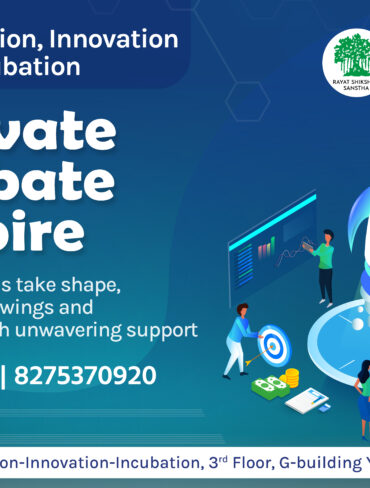 ion, Innovation
ubation
RAYAT SHIKSH
SANSTHA
vate
bate
pire
s take shape,
wings and
h unwavering support
| 8275370920
on-Innovation-Incubation, 3rd Floor, G-building Y